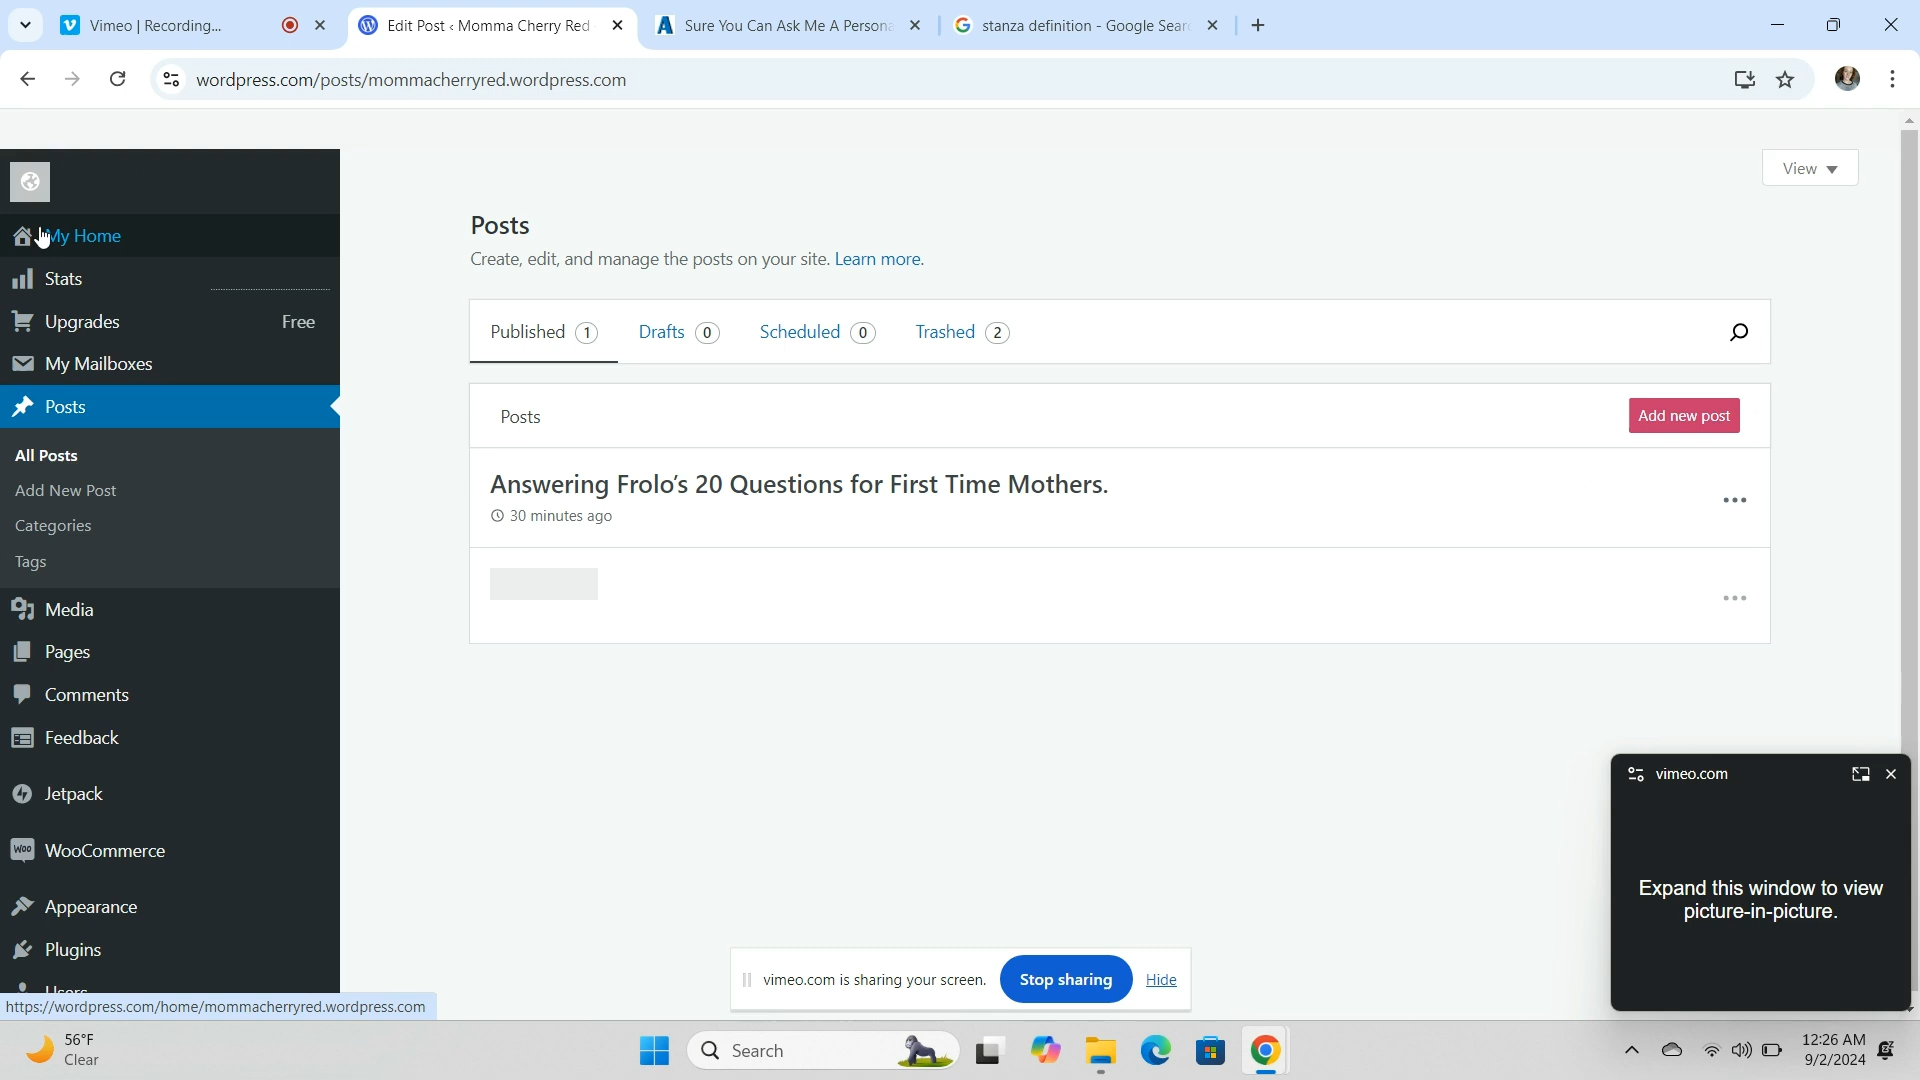 Vimeo | Recording...
Edit Post ‹ Momma Cherry Red
Sure You Can Ask Me A Persona
stanza definition - Google Sear
wordpress.com/posts/mommacherryred.wordpress.com
View
My Home
Posts
Create, edit, and manage the posts on your site. Learn more.
Stats
Upgrades Free
Published 1 Drafts 0 Scheduled 0 Trashed 2
My Mailboxes
Posts
Posts Add new post
All Posts
Answering Frolo's 20 Questions for First Time Mothers.
Add New Post
30 minutes ago
Categories
Tags
Media
Pages
Comments
Feedback
vimeo.com
Jetpack
WooCommerce
Expand this window to view
picture-in-picture.
Appearance
Plugins
vimeo.com is sharing your screen. Stop sharing Hide
Users
https://wordpress.com/home/mommacherryred.wordpress.com
56°F
Clear
Search
12:26 AM
9/2/2024